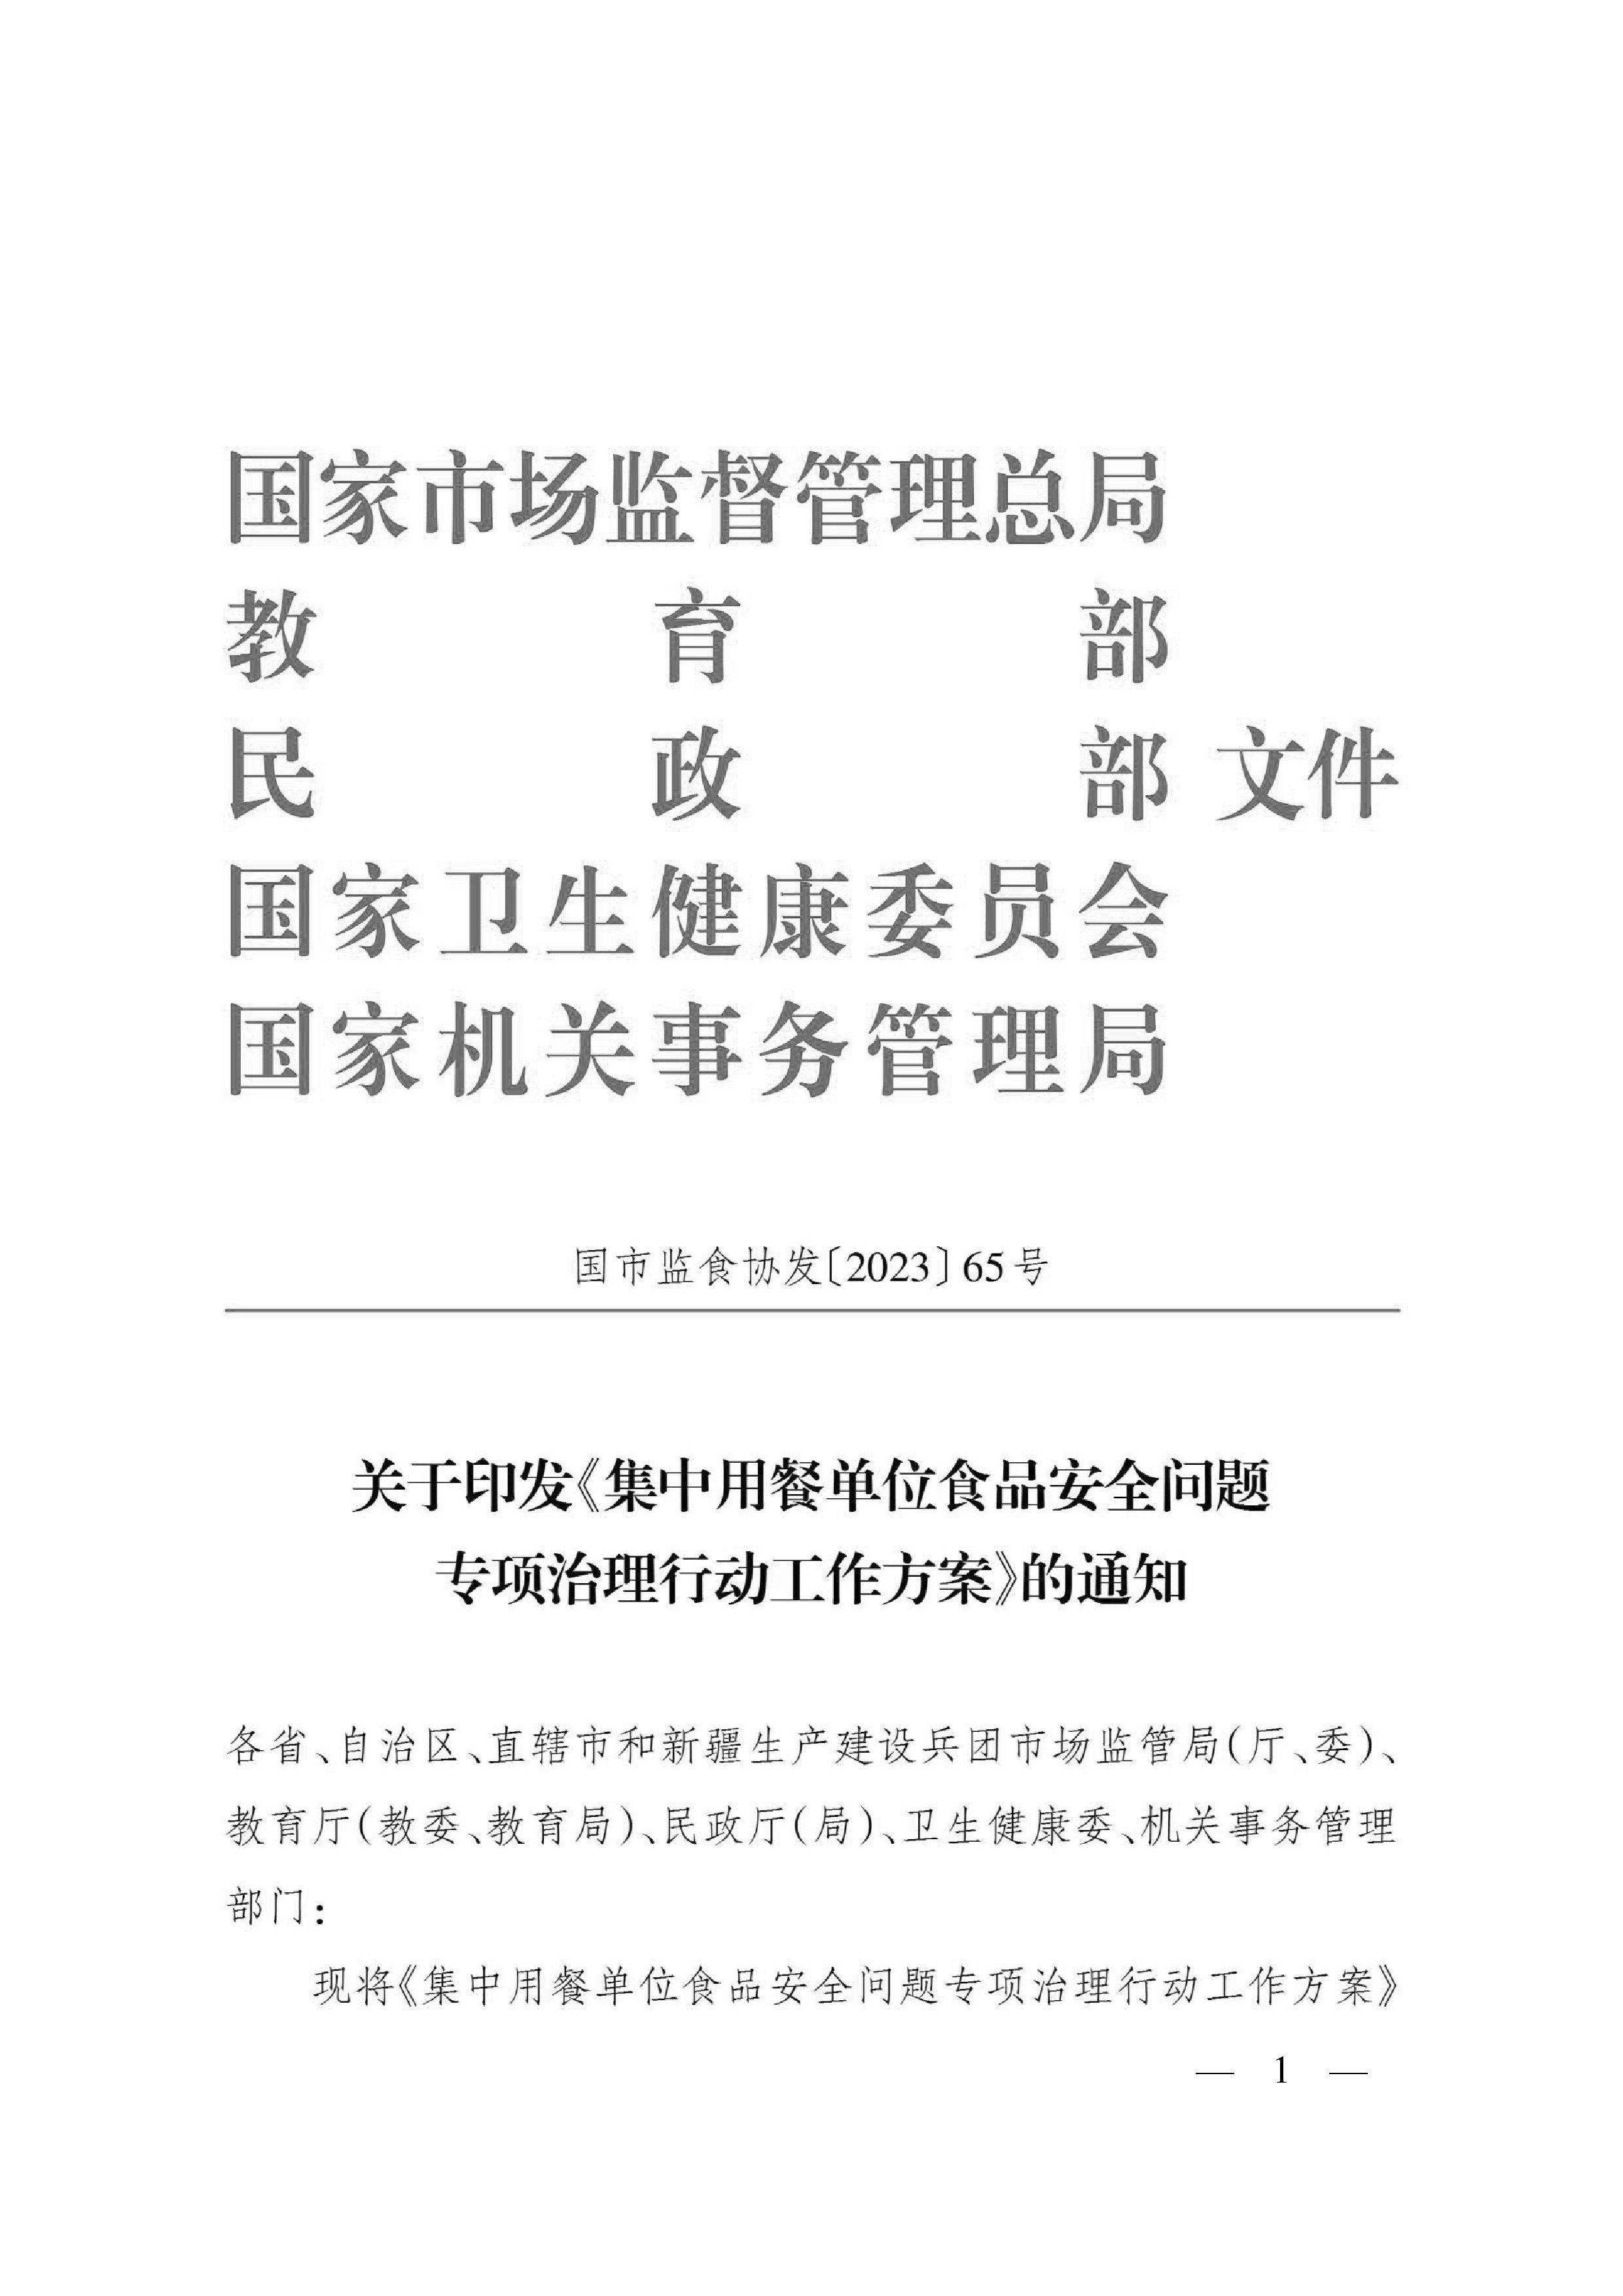 国家市场监督管理总局
教育部
民政部 文件
国家卫生健康委员会
国家机关事务管理局
国市监食协发〔2023〕65号
关于印发《集中用餐单位食品安全问题
专项治理行动工作方案》的通知
各省、自治区、直辖市和新疆生产建设兵团市场监管局(厅、委)、
教育厅(教委、教育局)、民政厅(局)、卫生健康委、机关事务管理
部门:
现将《集中用餐单位食品安全问题专项治理行动工作方案》
— 1 —